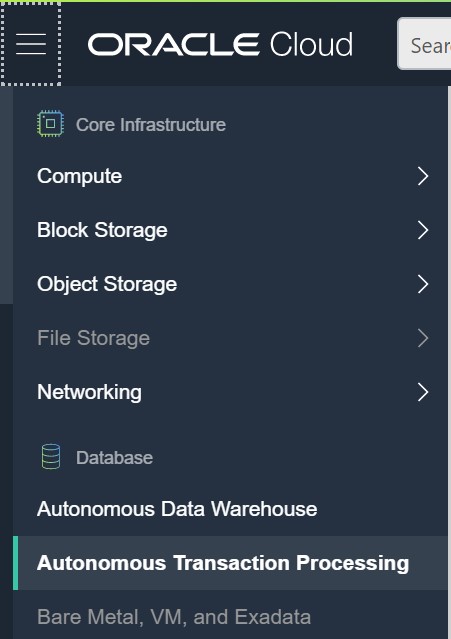 ORACLE Cloud
Sear
Core Infrastructure
Compute
Block Storage
Object Storage
File Storage
Networking
Database
Autonomous Data Warehouse
Autonomous Transaction Processing
Bare Metal, VM, and Exadata